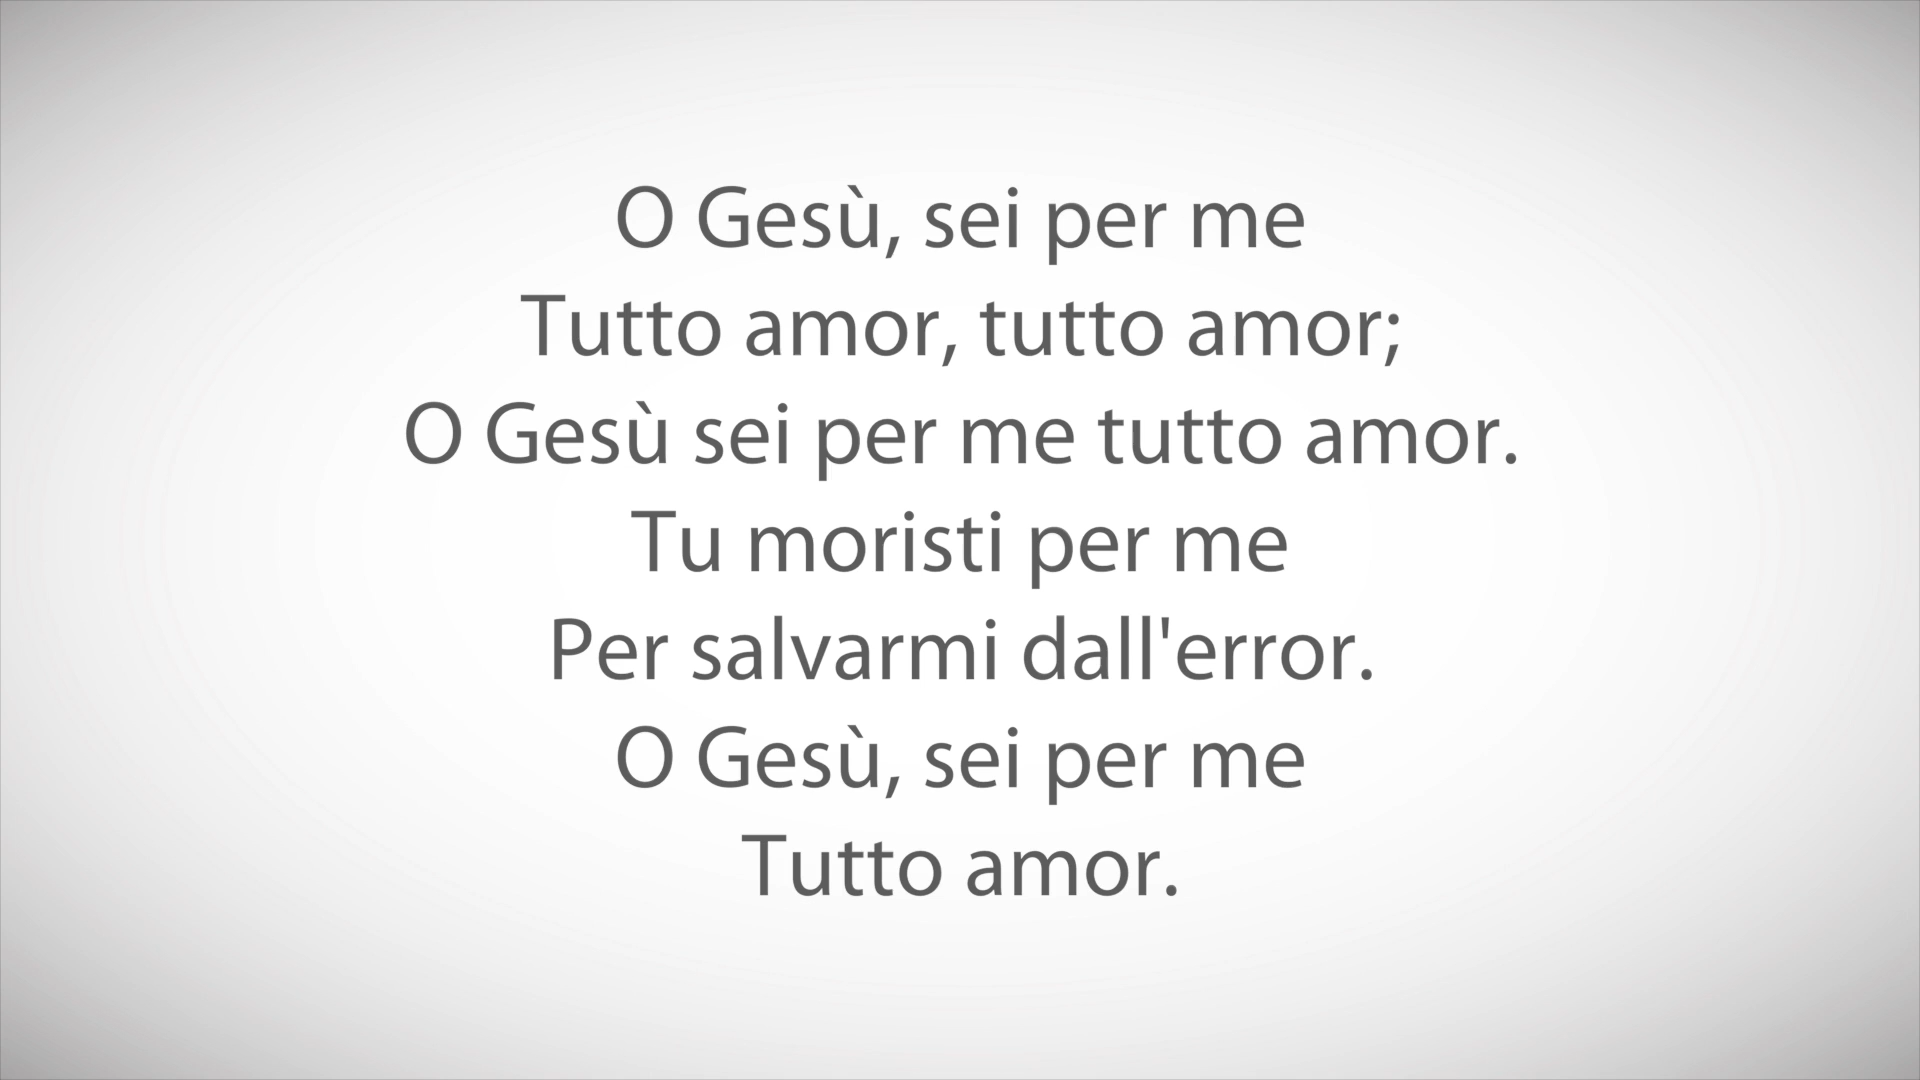 O Gesù, sei per me
Tutto amor, tutto amor;
O Gesù sei per me tutto amor.
Tu moristi per me
Per salvarmi dall'error.
O Gesù, sei per me
Tutto amor.